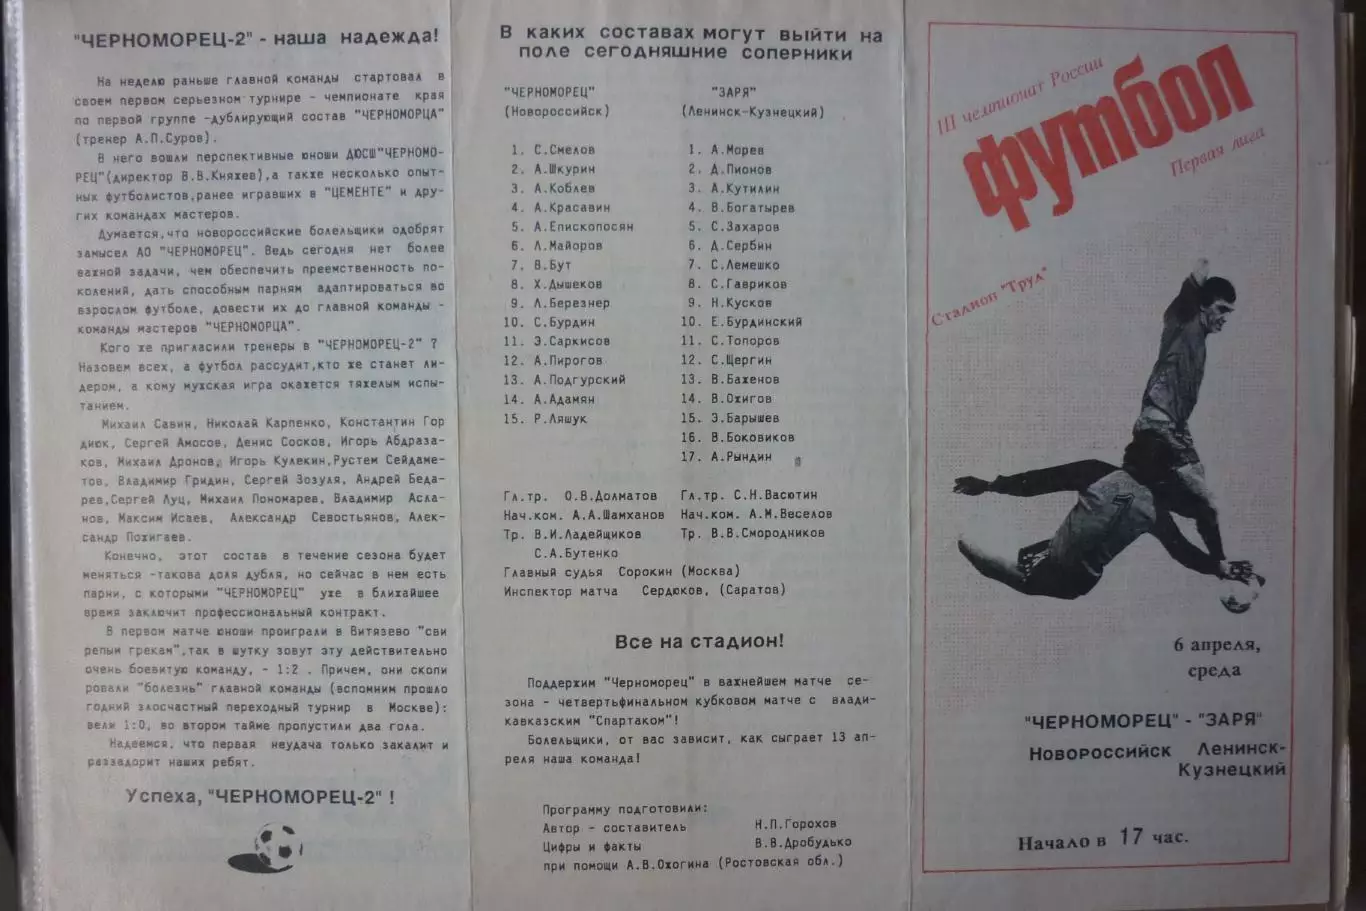 "ЧЕРНОМОРЕЦ-2" - наша надежда!
На неделю раньше главной команды стартовал в
своем первом серьезном турнире - чемпионате края
по первой группе -дублирующий состав "ЧЕРНОМОРЦА"
(тренер А.П.Суров).
В него вошли перспективные юноши ДЮСШ"ЧЕРНОМО-
РЕЦ"(директор В.В.Княжев),а также несколько опыт-
ных футболистов,ранее игравших в "ЦЕМЕНТЕ" и дру-
гих командах мастеров.
Думается,что новороссийские болельщики одобрят
замысел АО "ЧЕРНОМОРЕЦ". Ведь сегодня нет более
важной задачи, чем обеспечить преемственность по-
колений, дать способным парням адаптироваться во
взрослом футболе, довести их до главной команды -
команды мастеров "ЧЕРНОМОРЦА".
Кого же пригласили тренеры в "ЧЕРНОМОРЕЦ-2" ?
Назовем всех, а футбол рассудит,кто же станет ли-
дером, а кому мужская игра окажется тяжелым испы-
танием.
Михаил Савин, Николай Карпенко, Константин Гор
диюк, Сергей Амосов, Денис Сосков, Игорь Абдраза-
ков, Михаил Дронов, Игорь Кулекин,Рустем Сейдаме-
тов, Владимир Гридин, Сергей Зозуля, Андрей Беда-
рев,Сергей Луц, Михаил Пономарев, Владимир Асла-
нов, Максим Исаев, Александр Севостьянов, Алек-
сандр Пожигаев.
Конечно, этот состав в течение сезона будет
меняться -такова доля дубля, но сейчас в нем есть
парни, с которыми "ЧЕРНОМОРЕЦ" уже в ближайшее
время заключит профессиональный контракт.
В первом матче юноши проиграли в Витязево "сви
репым грекам",так в шутку зовут эту действительно
очень боевитую команду, - 1:2 . Причем, они скопи
ровали "болезнь" главной команды (вспомним прошло
годний злосчастный переходный турнир в Москве):
вели 1:0, во втором тайме пропустили два гола.
Надеемся, что первая неудача только закалит и
раззадорит наших ребят.
Успеха, "ЧЕРНОМОРЕЦ-2" !
В каких составах могут выйти на
поле сегодняшние соперники
"ЧЕРНОМОРЕЦ" "ЗАРЯ"
(Новороссийск) (Ленинск-Кузнецкий)
1. С.Смелов 1. А.Морев
2. А.Шкурин 2. Д.Пионов
3. А.Коблев 3. А.Кутилин
4. А.Красавин 4. В.Богатырев
5. А.Епископосян 5. С.Захаров
6. Л.Майоров 6. Д.Сербин
7. В.Бут 7. С.Лемешко
8. Х.Дышеков 8. С.Гавриков
9. Л.Березнер 9. Н.Кусков
10. С.Бурдин 10. Е.Бурдинский
11. Э.Саркисов 11. С.Топоров
12. А.Пирогов 12. С.Щергин
13. А.Подгурский 13. В.Баженов
14. А.Адамян 14. В.Ожигов
15. Р.Ляшук 15. Э.Барышев
16. В.Боковиков
17. А.Рындин
Гл.тр. О.В.Долматов Гл.тр. С.Н.Васютин
Нач.ком. А.А.Шамханов Нач.ком. А.М.Веселов
Тр. В.И.Ладейщиков Тр. В.В.Смородников
С.А.Бутенко
Главный судья Сорокин (Москва)
Инспектор матча Сердюков, (Саратов)
Все на стадион!
Поддержим "Черноморец" в важнейшем матче се-
зона - четвертьфинальном кубковом матче с влади-
кавказским "Спартаком"!
Болельщики, от вас зависит, как сыграет 13 ап-
реля наша команда!
Программу подготовили:
Автор - составитель Н.П.Горохов
Цифры и факты В.В.Дробудько
при помощи А.В.Охогина (Ростовская обл.)
III чемпионат России
футбол
Первая лига
Стадион "Труд"
1
6 апреля,
среда
"ЧЕРНОМОРЕЦ" - "ЗАРЯ"
Новороссийск Ленинск-
Кузнецкий
Начало в 17 час.